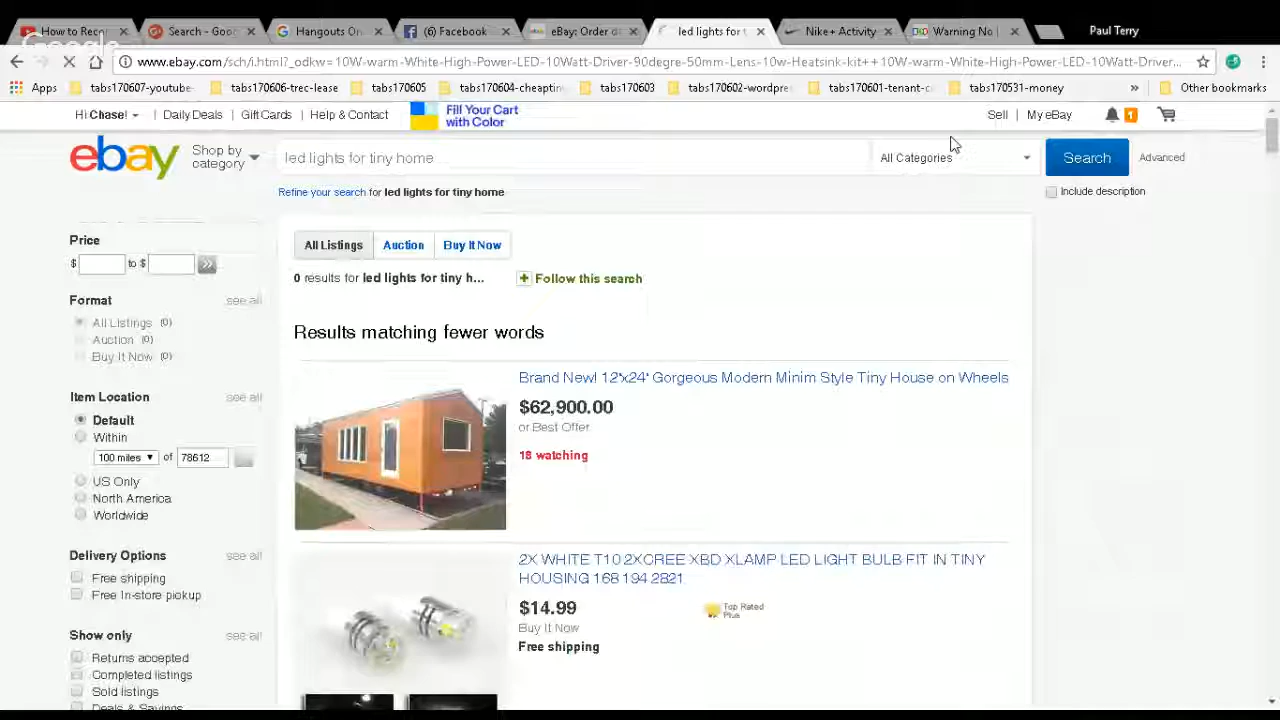 How to Recor
Search - Goo
Hangouts On
(6) Facebook
eBay: Order d
led lights for t
Nike+ Activity
Warning No
Paul Terry
Google
www.ebay.com/sch/i.html?_odkw=10W-warm-White-High-Power-LED-10Watt-Driver-90degre-50mm-Lens-10w-Heatsink-kit++10W-warm-White-High-Power-LED-10Watt-Driver...
Apps
tabs170607-youtube
tabs170606-trec-lease
tabs170605
tabs170604-cheaptin
tabs170603
tabs170602-wordpre
tabs170601-tenant-c
tabs170531-money
»
Other bookmarks
Hi Chase!
Daily Deals
Gift Cards
Help & Contact
Fill Your Cart
with Color
Sell
My eBay
1
ebay
Shop by
category
led lights for tiny home
All Categories
Search
Advanced
Refine your search for led lights for tiny home
Include description
Price
$ to $ »
Format see all
All Listings (0)
Auction (0)
Buy It Now (0)
Item Location see all
Default
Within
100 miles of 78612
US Only
North America
Worldwide
Delivery Options see all
Free shipping
Free In-store pickup
Show only see all
Returns accepted
Completed listings
Sold listings
Deals & Savings
All Listings
Auction
Buy It Now
0 results for led lights for tiny h...
+ Follow this search
Results matching fewer words
Brand New! 12'x24' Gorgeous Modern Minim Style Tiny House on Wheels
$62,900.00
or Best Offer
18 watching
2X WHITE T10 2XCREE XBD XLAMP LED LIGHT BULB FIT IN TINY
HOUSING 168 194 2821
$14.99
Buy It Now
Free shipping
Top Rated
Plus